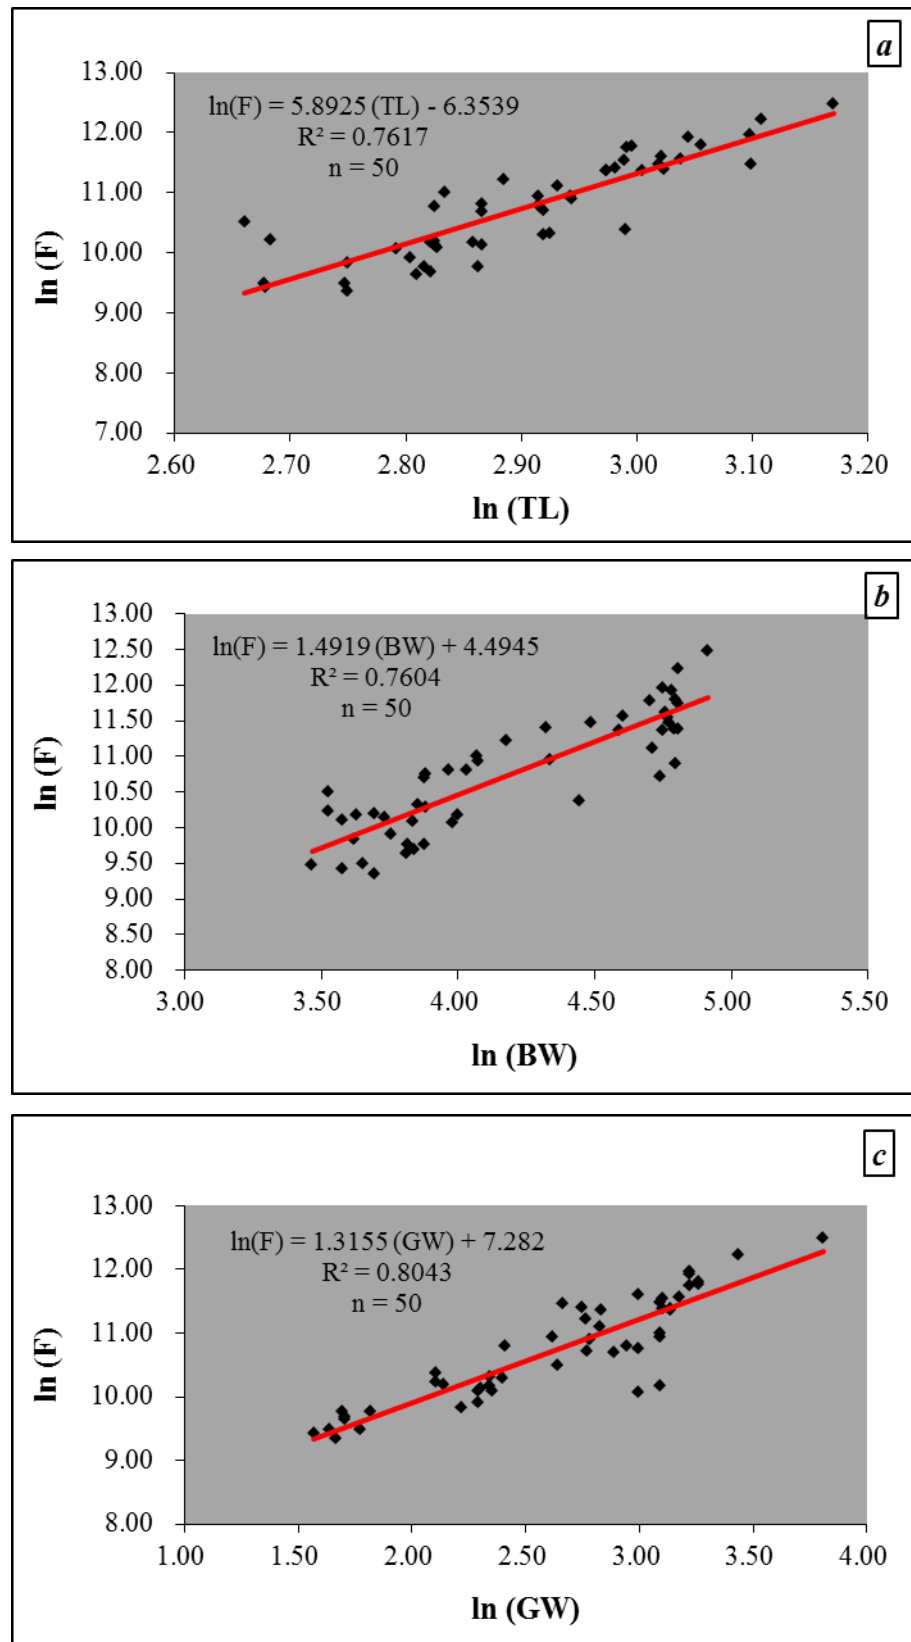 a
13.00
12.00
11.00
10.00
9.00
8.00
7.00
ln (F)
ln(F) = 5.8925 (TL) - 6.3539
R² = 0.7617
n = 50
2.60 2.70 2.80 2.90 3.00 3.10 3.20
ln (TL)
b
13.00
12.50
12.00
11.50
11.00
10.50
10.00
9.50
9.00
8.50
8.00
ln (F)
ln(F) = 1.4919 (BW) + 4.4945
R² = 0.7604
n = 50
3.00 3.50 4.00 4.50 5.00 5.50
ln (BW)
c
13.00
12.00
11.00
10.00
9.00
8.00
ln (F)
ln(F) = 1.3155 (GW) + 7.282
R² = 0.8043
n = 50
1.00 1.50 2.00 2.50 3.00 3.50 4.00
ln (GW)